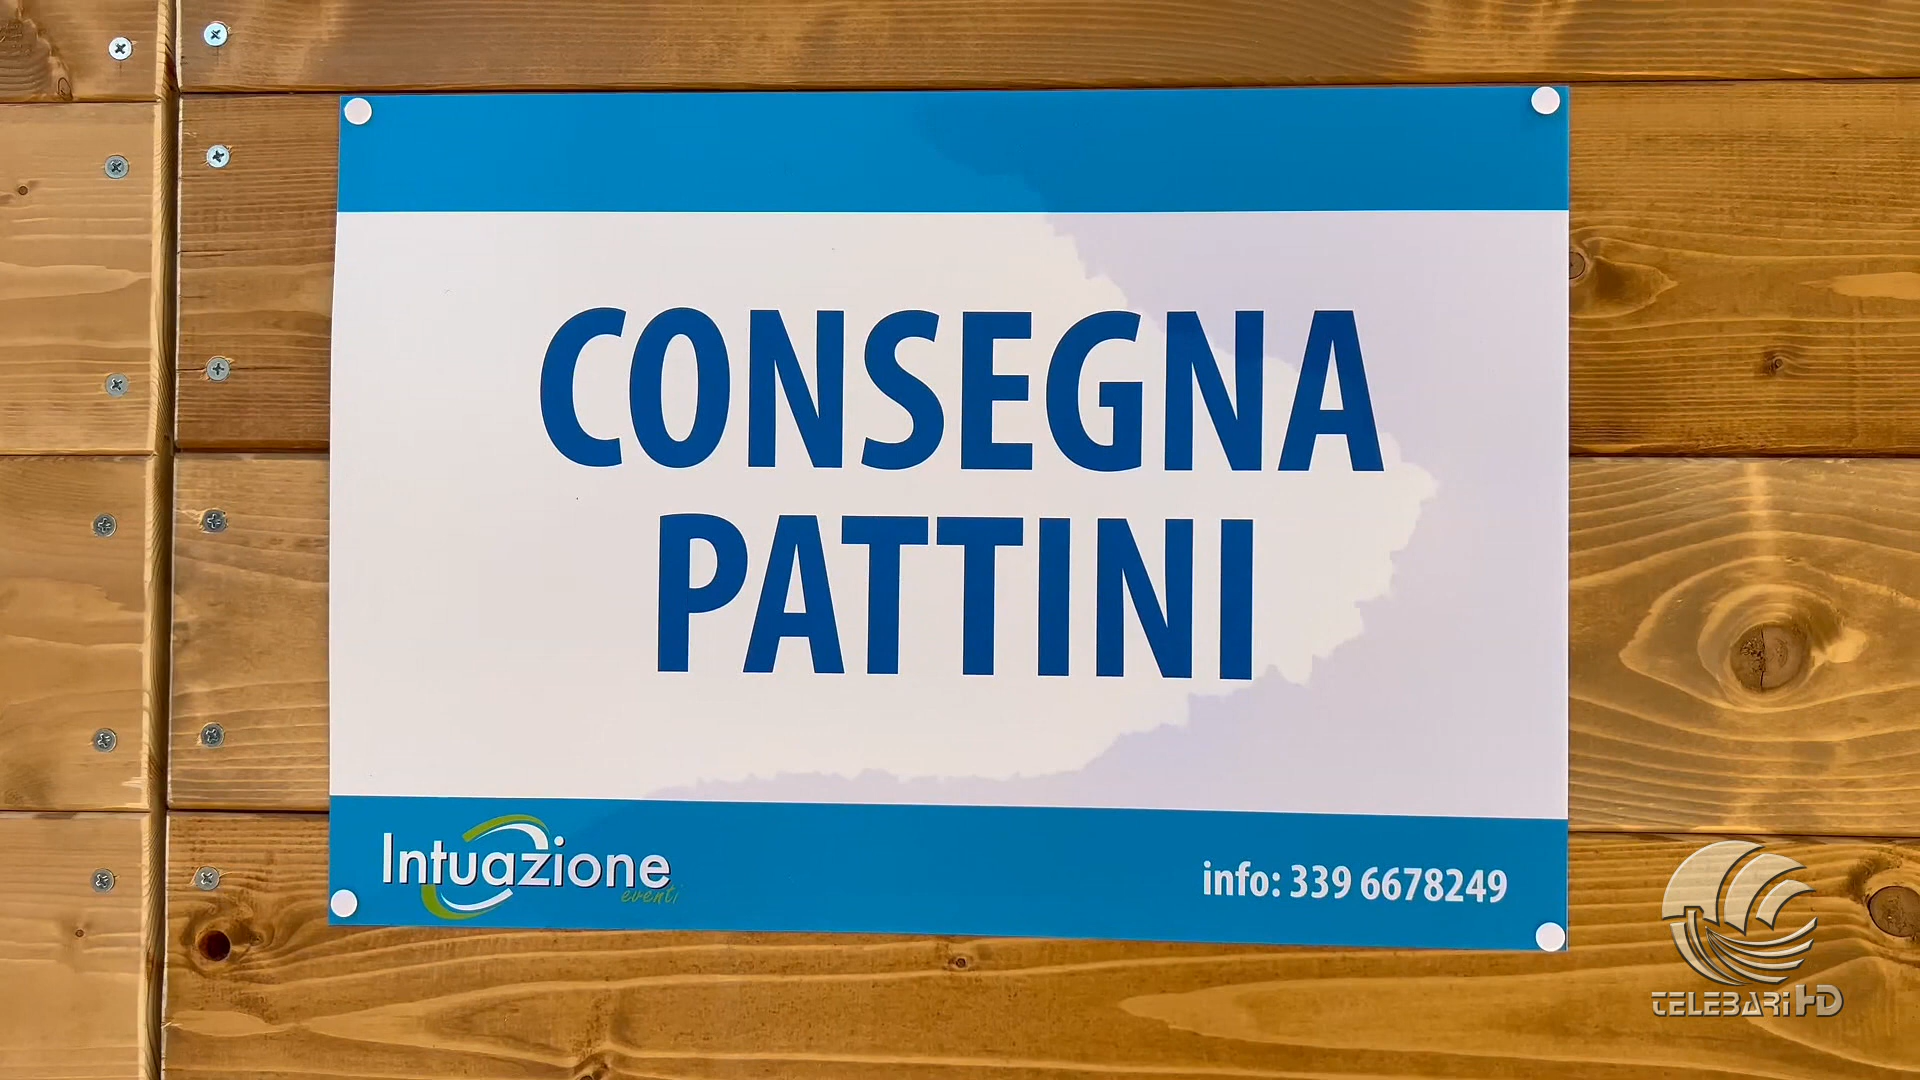 CONSEGNA
PATTINI
Intuazione
eventi
info: 339 6678249
TELEBARI HD